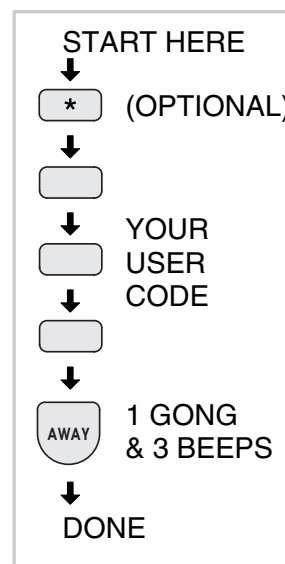 START HERE
* (OPTIONAL)
YOUR
USER
CODE
AWAY
1 GONG
& 3 BEEPS
DONE